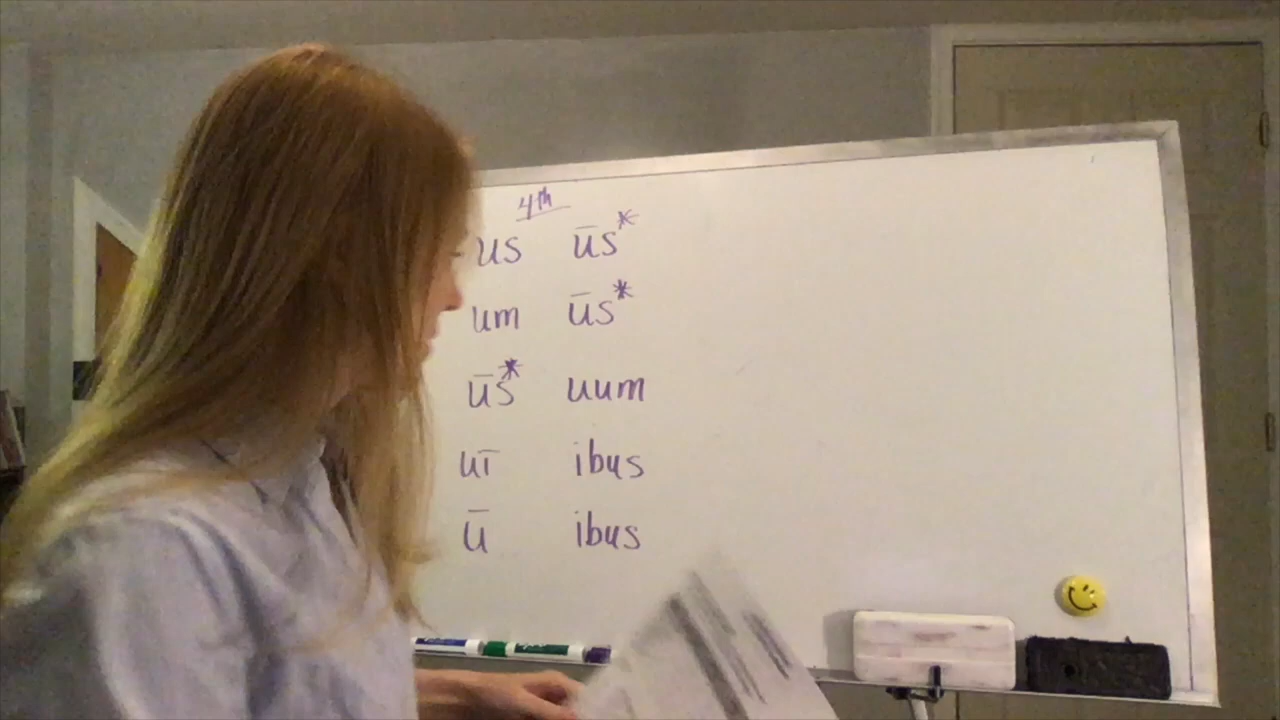 4th
us ūs*
um ūs*
ūs* uum
uī ibus
ū ibus